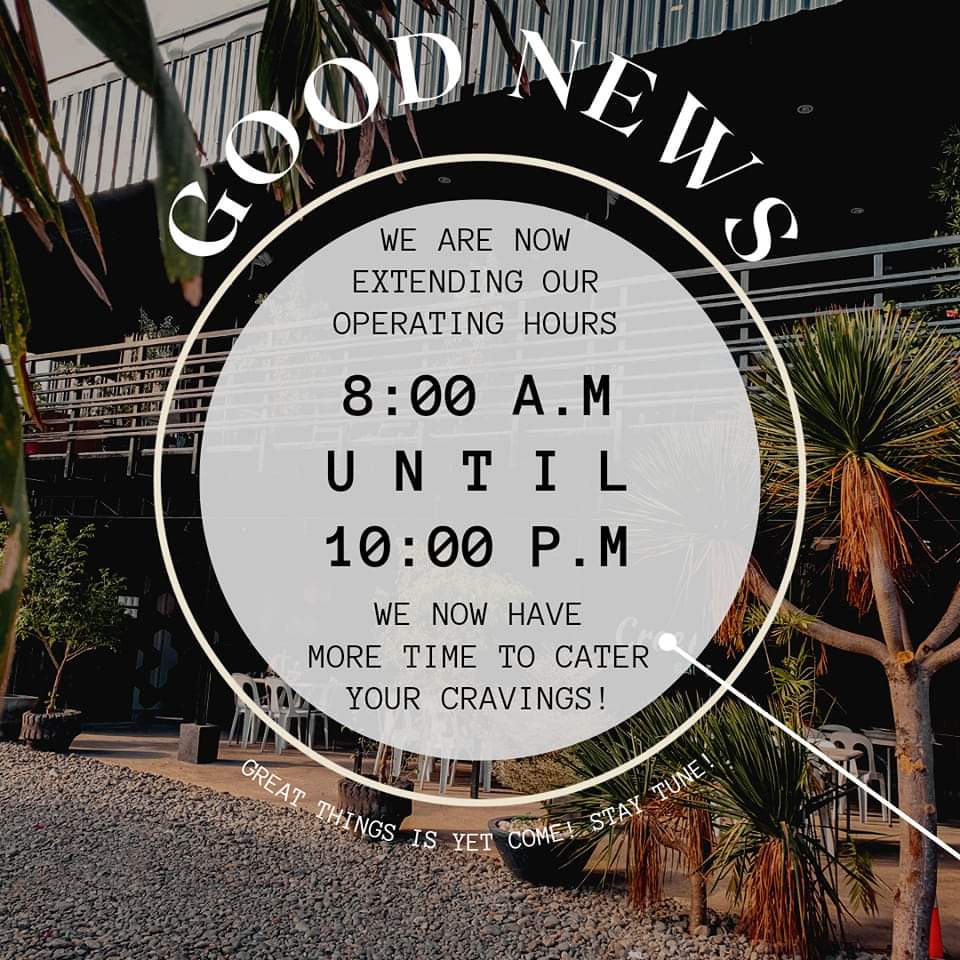 GOOD NEWS
WE ARE NOW
EXTENDING OUR
OPERATING HOURS
8:00 A.M
UNTIL
10:00 P.M
WE NOW HAVE
MORE TIME TO CATER
YOUR CRAVINGS!
GREAT THINGS IS YET COME! STAY TUNE!